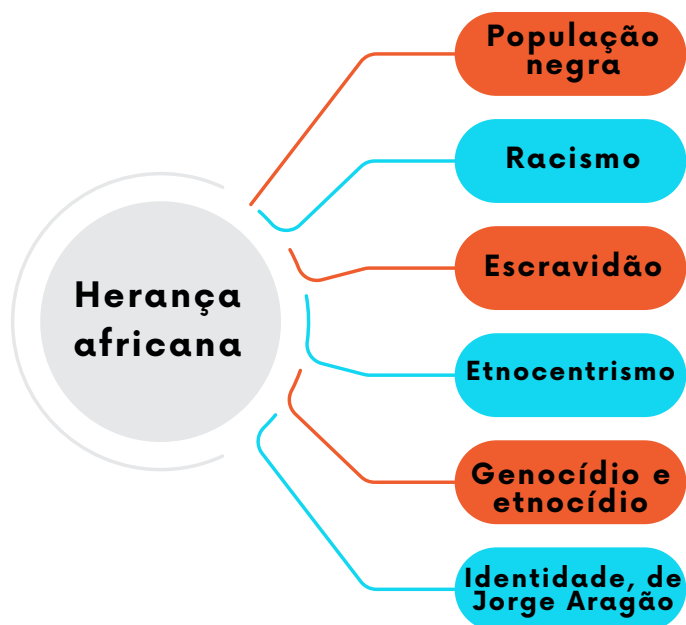 Herança
africana
População
negra
Racismo
Escravidão
Etnocentrismo
Genocídio e
etnocídio
Identidade, de
Jorge Aragão